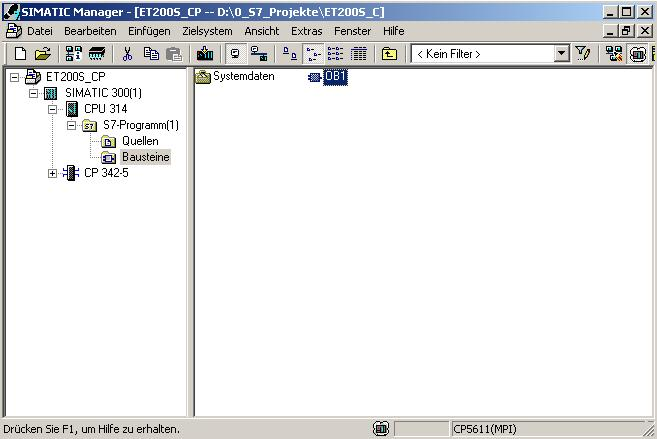 SIMATIC Manager - [ET200S_CP -- D:\0_S7_Projekte\ET200S_C]
Datei Bearbeiten Einfügen Zielsystem Ansicht Extras Fenster Hilfe
< Kein Filter >
ET200S_CP
SIMATIC 300(1)
CPU 314
S7-Programm(1)
Quellen
Bausteine
CP 342-5
Systemdaten OB1
Drücken Sie F1, um Hilfe zu erhalten. CP5611(MPI)